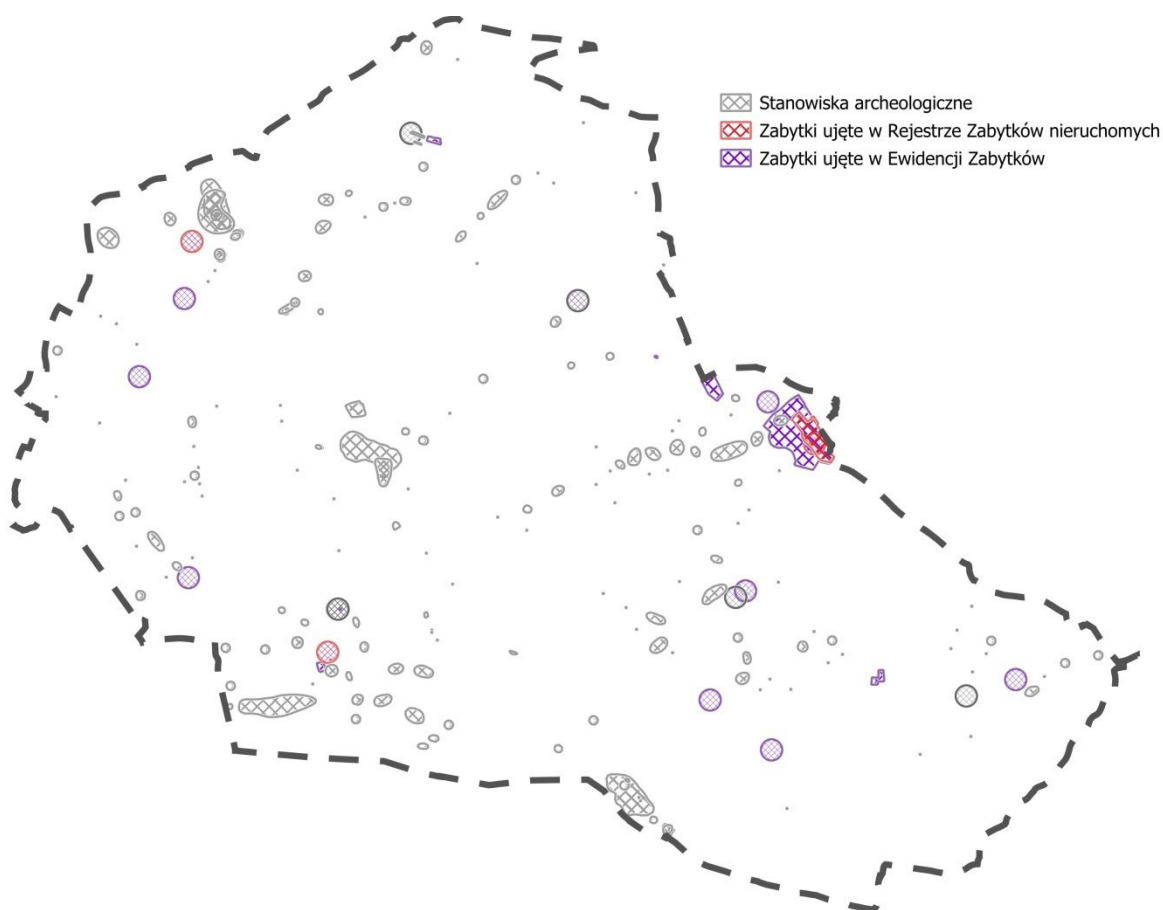 Stanowiska archeologiczne
Zabytki ujęte w Rejestrze Zabytków nieruchomych
Zabytki ujęte w Ewidencji Zabytków